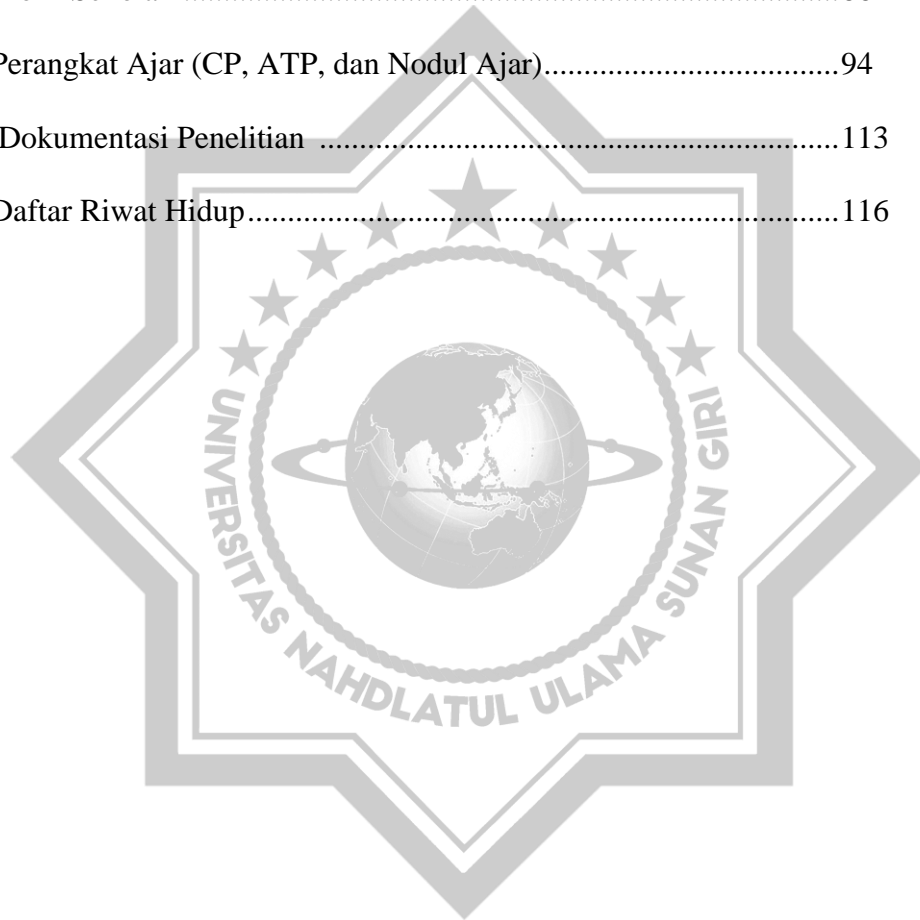 Perangkat Ajar (CP, ATP, dan Nodul Ajar)....................................94
Dokumentasi Penelitian ................................................................113
Daftar Riwat Hidup.........................................................................116
UNIVERSITAS NAHDLATUL ULAMA SUNAN GIRI